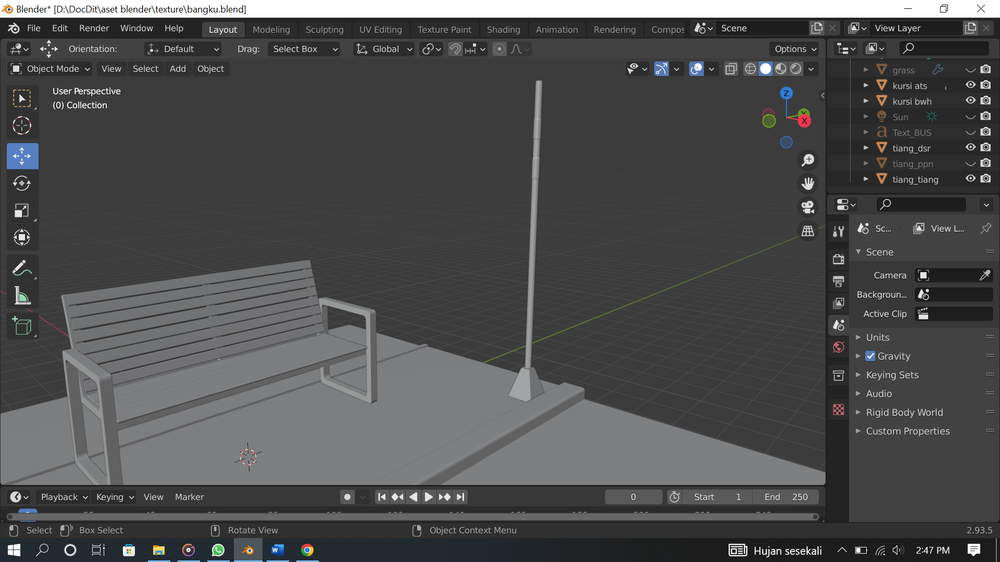 Blender* [D:\DocDit\aset blender\texture\bangku.blend]
File Edit Render Window Help Layout Modeling Sculpting UV Editing Texture Paint Shading Animation Rendering Compos Scene View Layer
Orientation: Default Drag: Select Box Global Options
Object Mode View Select Add Object
User Perspective
(0) Collection
Z
Y
X
grass
kursi ats
kursi bwh
Sun
Text_BUS
tiang_dsr
tiang_ppn
tiang_tiang
Sc... View L...
Scene
Camera
Backgroun...
Active Clip
Units
Gravity
Keying Sets
Audio
Rigid Body World
Custom Properties
Playback Keying View Marker 0 Start 1 End 250
Select Box Select Rotate View Object Context Menu 2.93.5
Hujan sesekali 2:47 PM